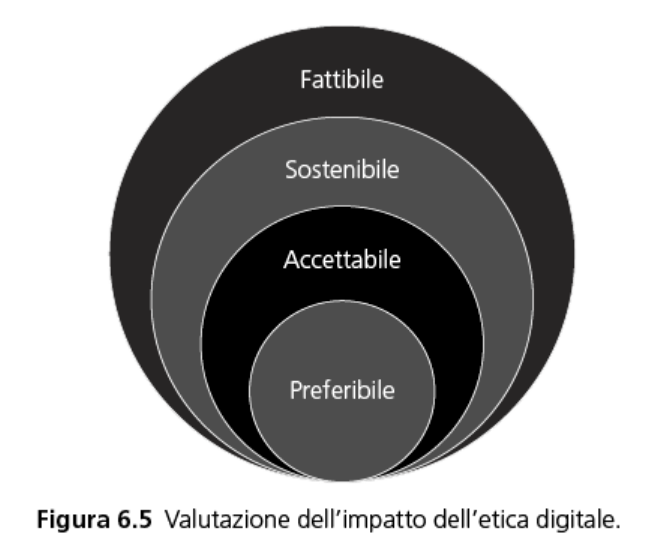 Fattibile
Sostenibile
Accettabile
Preferibile
Figura 6.5 Valutazione dell'impatto dell'etica digitale.